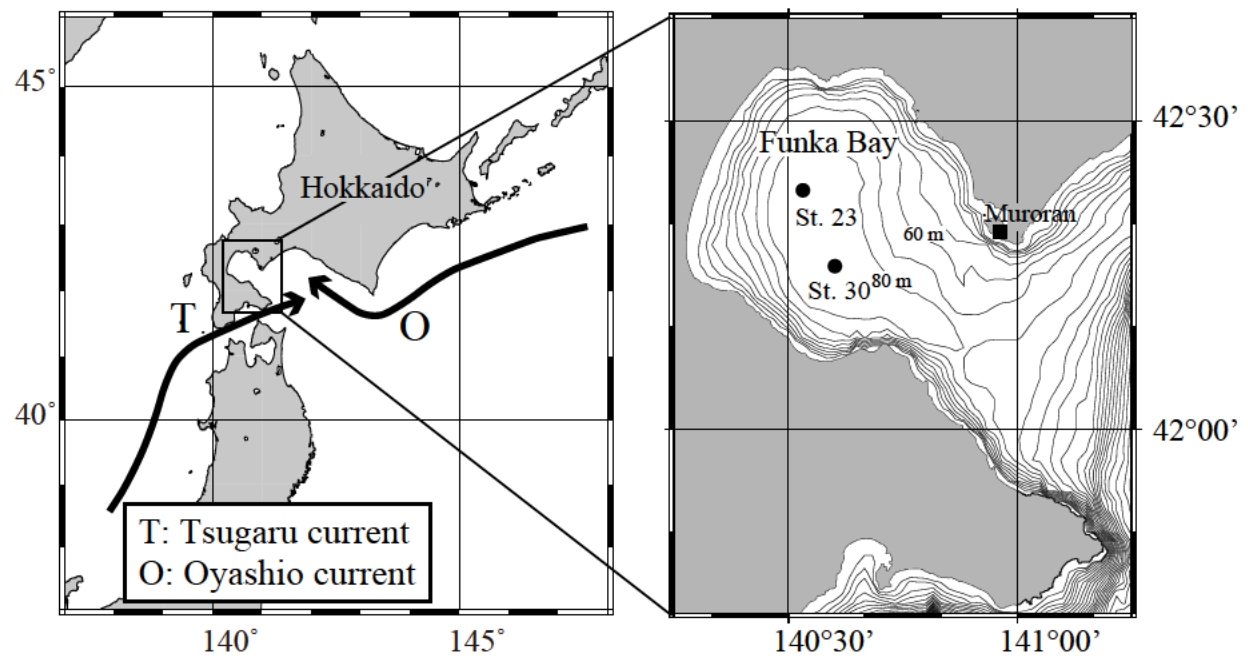 45°
40°
140°
145°
Hokkaido
T
O
T: Tsugaru current
O: Oyashio current
Funka Bay
St. 23
Muroran
60 m
St. 30
80 m
42°30’
42°00’
140°30’
141°00’